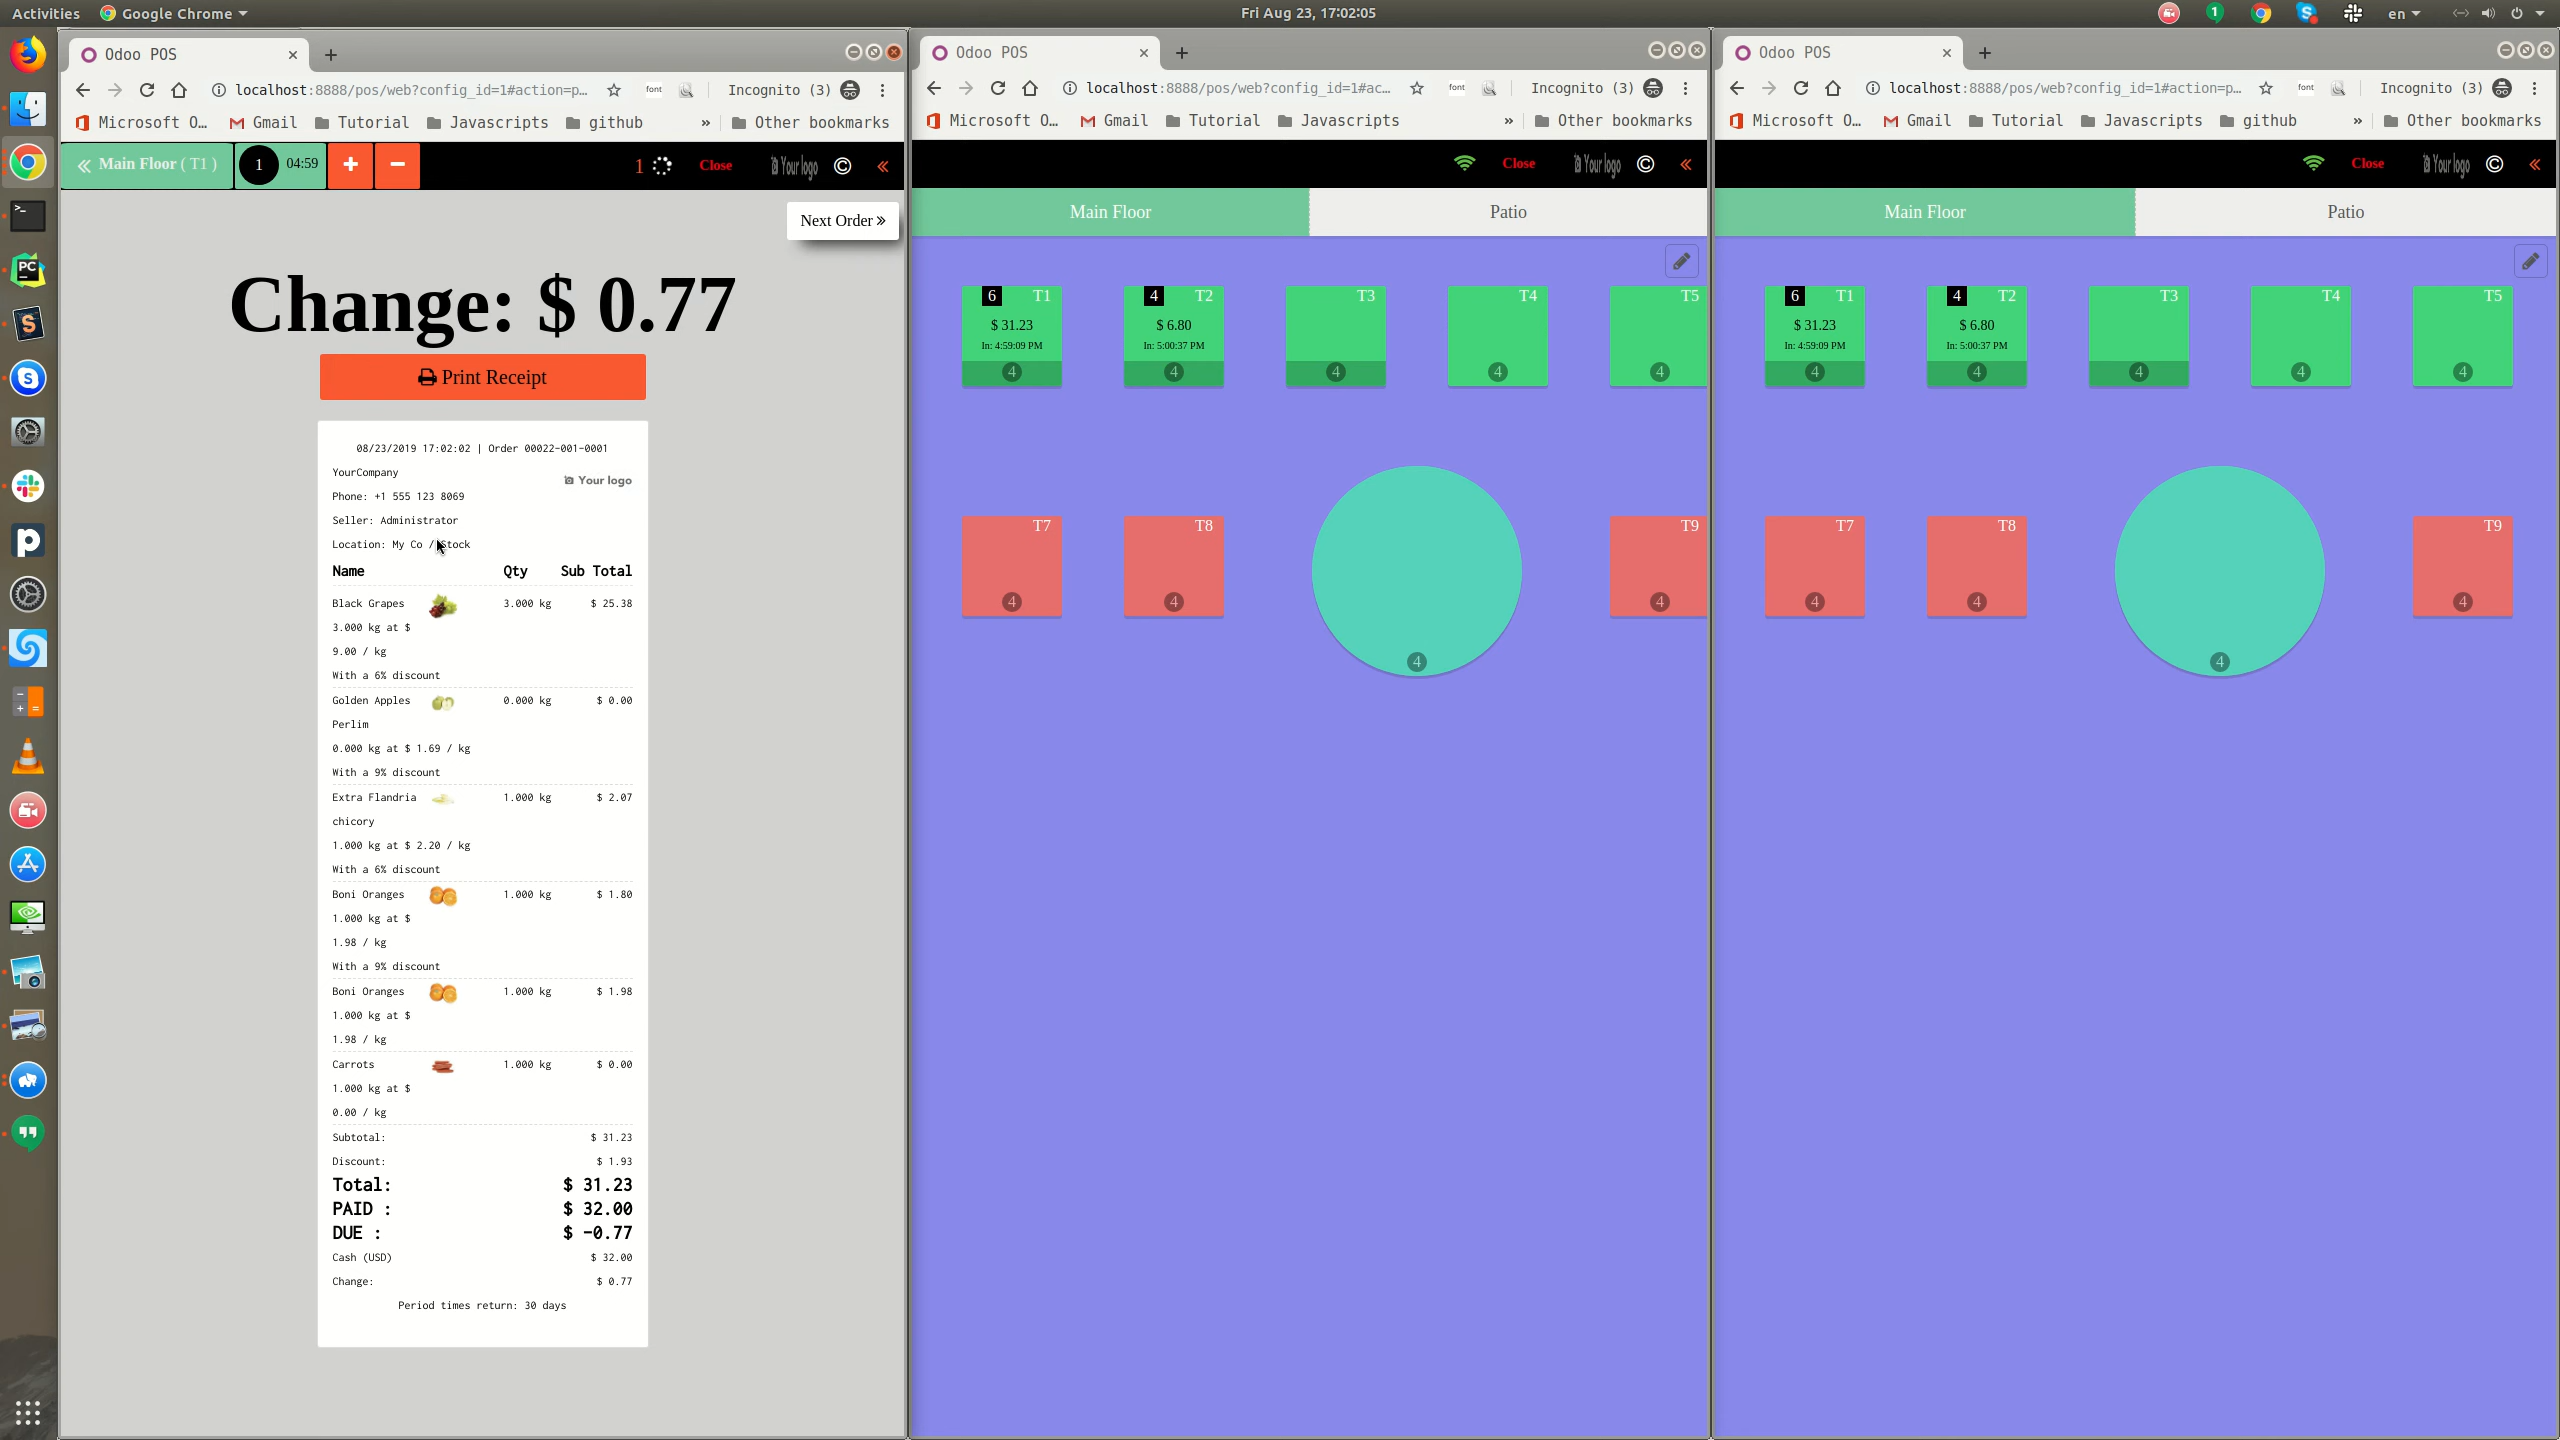 Activities Google Chrome Fri Aug 23, 17:02:05 1 en
Odoo POS
localhost:8888/pos/web?config_id=1#action=p... font Incognito (3)
Microsoft O... Gmail Tutorial Javascripts github » Other bookmarks
Main Floor ( T1 ) 1 04:59 + − 1 Close Your logo © «
Next Order »
Change: $ 0.77
Print Receipt
08/23/2019 17:02:02 | Order 00022-001-0001
YourCompany
Your logo
Phone: +1 555 123 8069
Seller: Administrator
Location: My Co / Stock
Name Qty Sub Total
Black Grapes 3.000 kg $ 25.38
3.000 kg at $
9.00 / kg
With a 6% discount
Golden Apples 0.000 kg $ 0.00
Perlim
0.000 kg at $ 1.69 / kg
With a 9% discount
Extra Flandria 1.000 kg $ 2.07
chicory
1.000 kg at $ 2.20 / kg
With a 6% discount
Boni Oranges 1.000 kg $ 1.80
1.000 kg at $
1.98 / kg
With a 9% discount
Boni Oranges 1.000 kg $ 1.98
1.000 kg at $
1.98 / kg
Carrots 1.000 kg $ 0.00
1.000 kg at $
0.00 / kg
Subtotal: $ 31.23
Discount: $ 1.93
Total: $ 31.23
PAID : $ 32.00
DUE : $ -0.77
Cash (USD) $ 32.00
Change: $ 0.77
Period times return: 30 days
Odoo POS
localhost:8888/pos/web?config_id=1#ac... font Incognito (3)
Microsoft O... Gmail Tutorial Javascripts » Other bookmarks
Close Your logo © «
Main Floor Patio
6 T1 4 T2 T3 T4 T5
$ 31.23 $ 6.80
In: 4:59:09 PM In: 5:00:37 PM
4 4 4 4 4
T7 T8 T9
4 4 4
4
Odoo POS
localhost:8888/pos/web?config_id=1#action=p... font Incognito (3)
Microsoft O... Gmail Tutorial Javascripts github » Other bookmarks
Close Your logo © «
Main Floor Patio
6 T1 4 T2 T3 T4 T5
$ 31.23 $ 6.80
In: 4:59:09 PM In: 5:00:37 PM
4 4 4 4 4
T7 T8 T9
4 4 4
4